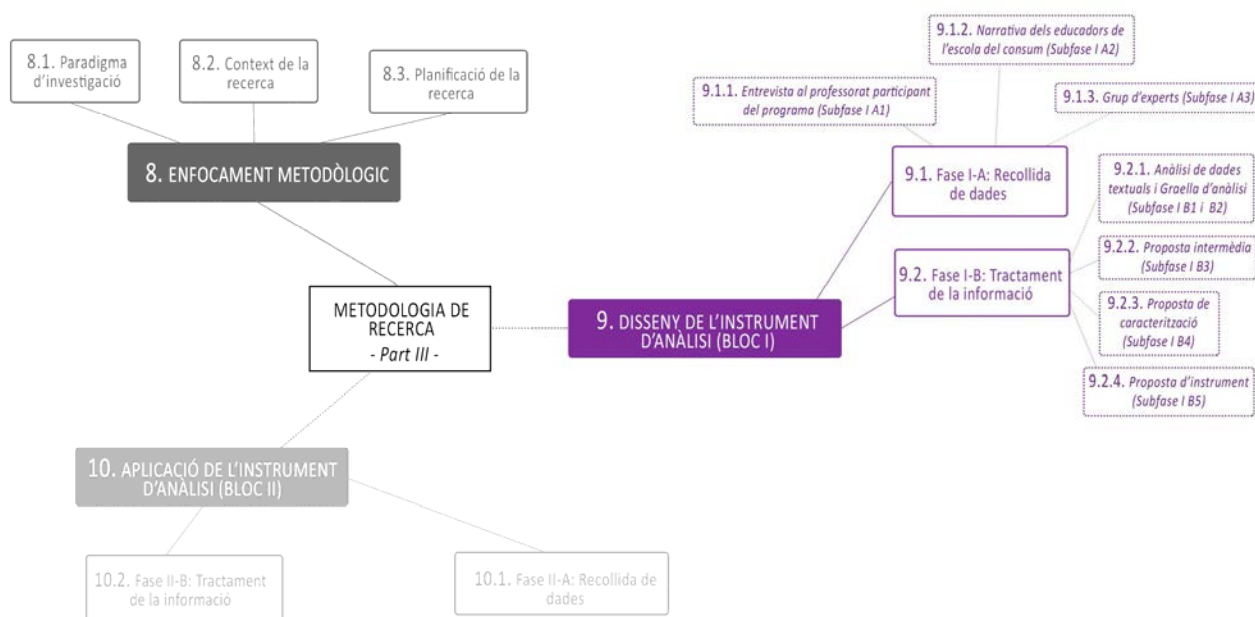 8.1. Paradigma
d'investigació
8.2. Context de la
recerca
8.3. Planificació de la
recerca
8. ENFOCAMENT METODÒLOGIC
METODOLOGIA DE
RECERCA
- Part III -
9. DISSENY DE L'INSTRUMENT
D'ANÀLISI (BLOC I)
9.1.2. Narrativa dels educadors de
l'escola del consum (Subfase I A2)
9.1.1. Entrevista al professorat participant
del programa (Subfase I A1)
9.1.3. Grup d'experts (Subfase I A3)
9.1. Fase I-A: Recollida
de dades
9.2.1. Anàlisi de dades
textuals i Graella d'anàlisi
(Subfase I B1 i B2)
9.2.2. Proposta intermèdia
(Subfase I B3)
9.2. Fase I-B: Tractament
de la informació
9.2.3. Proposta de
caracterització
(Subfase I B4)
9.2.4. Proposta d'instrument
(Subfase I B5)
10. APLICACIÓ DE L'INSTRUMENT
D'ANÀLISI (BLOC II)
10.2. Fase II-B: Tractament
de la informació
10.1. Fase II-A: Recollida de
dades